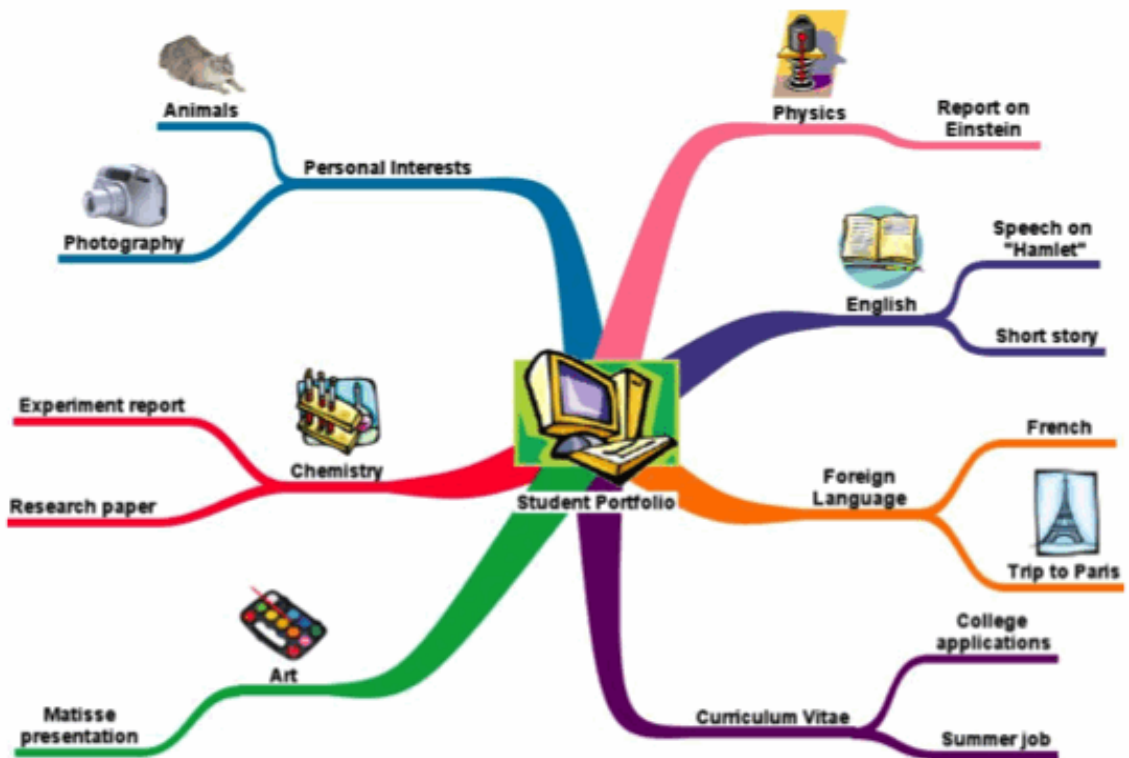 Animals
Personal Interests
Photography
Physics
Report on
Einstein
English
Speech on
"Hamlet"
Short story
Experiment report
Chemistry
Research paper
Student Portfolio
Foreign
Language
French
Trip to Paris
Art
Matisse
presentation
Curriculum Vitae
College
applications
Summer job